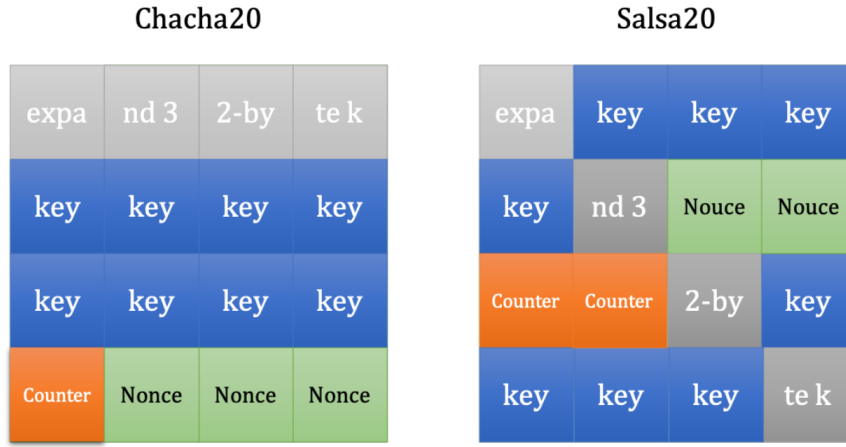 Chacha20
expa nd 3 2-by te k
key key key key
key key key key
Counter Nonce Nonce Nonce
Salsa20
expa key key key
key nd 3 Nouce Nouce
Counter Counter 2-by key
key key key te k